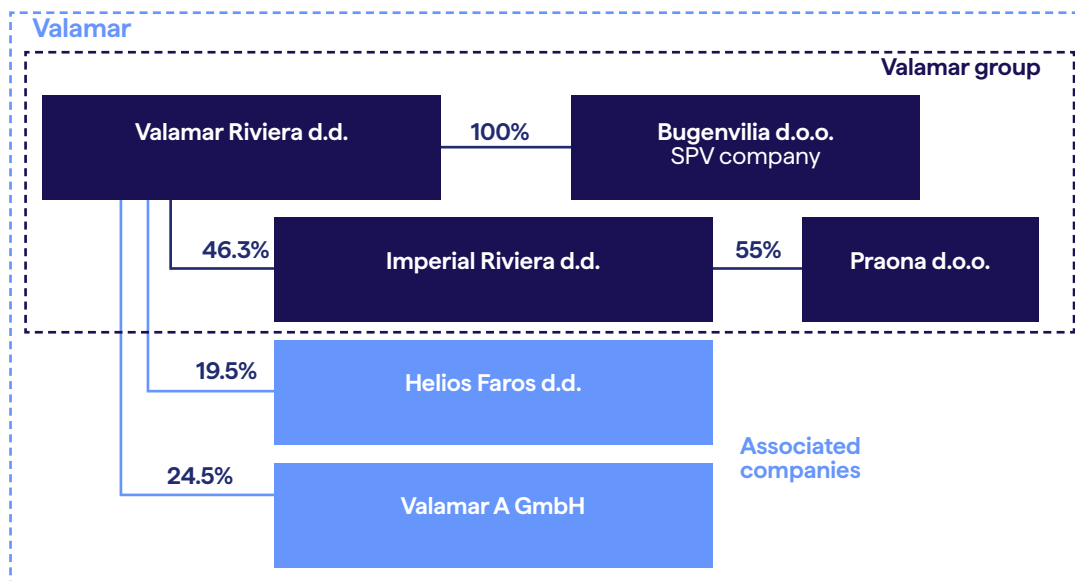 Valamar
Valamar group
Valamar Riviera d.d.
100%
Bugenvilia d.o.o.
SPV company
46.3%
Imperial Riviera d.d.
55%
Praona d.o.o.
19.5%
Helios Faros d.d.
Associated
companies
24.5%
Valamar A GmbH